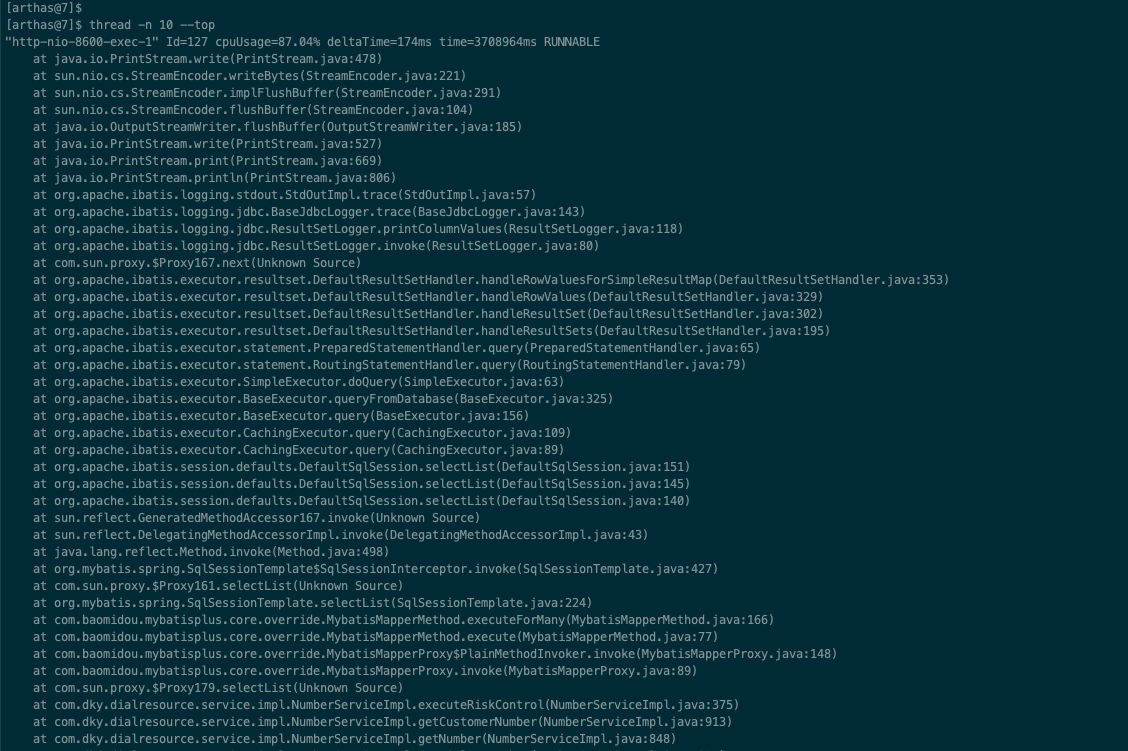 [arthas@7]$
[arthas@7]$ thread -n 10 --top
"http-nio-8600-exec-1" Id=127 cpuUsage=87.04% deltaTime=174ms time=3708964ms RUNNABLE
    at java.io.PrintStream.write(PrintStream.java:478)
    at sun.nio.cs.StreamEncoder.writeBytes(StreamEncoder.java:221)
    at sun.nio.cs.StreamEncoder.implFlushBuffer(StreamEncoder.java:291)
    at sun.nio.cs.StreamEncoder.flushBuffer(StreamEncoder.java:104)
    at java.io.OutputStreamWriter.flushBuffer(OutputStreamWriter.java:185)
    at java.io.PrintStream.write(PrintStream.java:527)
    at java.io.PrintStream.print(PrintStream.java:669)
    at java.io.PrintStream.println(PrintStream.java:806)
    at org.apache.ibatis.logging.stdout.StdOutImpl.trace(StdOutImpl.java:57)
    at org.apache.ibatis.logging.jdbc.BaseJdbcLogger.trace(BaseJdbcLogger.java:143)
    at org.apache.ibatis.logging.jdbc.ResultSetLogger.printColumnValues(ResultSetLogger.java:118)
    at org.apache.ibatis.logging.jdbc.ResultSetLogger.invoke(ResultSetLogger.java:80)
    at com.sun.proxy.$Proxy167.next(Unknown Source)
    at org.apache.ibatis.executor.resultset.DefaultResultSetHandler.handleRowValuesForSimpleResultMap(DefaultResultSetHandler.java:353)
    at org.apache.ibatis.executor.resultset.DefaultResultSetHandler.handleRowValues(DefaultResultSetHandler.java:329)
    at org.apache.ibatis.executor.resultset.DefaultResultSetHandler.handleResultSet(DefaultResultSetHandler.java:302)
    at org.apache.ibatis.executor.resultset.DefaultResultSetHandler.handleResultSets(DefaultResultSetHandler.java:195)
    at org.apache.ibatis.executor.statement.PreparedStatementHandler.query(PreparedStatementHandler.java:65)
    at org.apache.ibatis.executor.statement.RoutingStatementHandler.query(RoutingStatementHandler.java:79)
    at org.apache.ibatis.executor.SimpleExecutor.doQuery(SimpleExecutor.java:63)
    at org.apache.ibatis.executor.BaseExecutor.queryFromDatabase(BaseExecutor.java:325)
    at org.apache.ibatis.executor.BaseExecutor.query(BaseExecutor.java:156)
    at org.apache.ibatis.executor.CachingExecutor.query(CachingExecutor.java:109)
    at org.apache.ibatis.executor.CachingExecutor.query(CachingExecutor.java:89)
    at org.apache.ibatis.session.defaults.DefaultSqlSession.selectList(DefaultSqlSession.java:151)
    at org.apache.ibatis.session.defaults.DefaultSqlSession.selectList(DefaultSqlSession.java:145)
    at org.apache.ibatis.session.defaults.DefaultSqlSession.selectList(DefaultSqlSession.java:140)
    at sun.reflect.GeneratedMethodAccessor167.invoke(Unknown Source)
    at sun.reflect.DelegatingMethodAccessorImpl.invoke(DelegatingMethodAccessorImpl.java:43)
    at java.lang.reflect.Method.invoke(Method.java:498)
    at org.mybatis.spring.SqlSessionTemplate$SqlSessionInterceptor.invoke(SqlSessionTemplate.java:427)
    at com.sun.proxy.$Proxy161.selectList(Unknown Source)
    at org.mybatis.spring.SqlSessionTemplate.selectList(SqlSessionTemplate.java:224)
    at com.baomidou.mybatisplus.core.override.MybatisMapperMethod.executeForMany(MybatisMapperMethod.java:166)
    at com.baomidou.mybatisplus.core.override.MybatisMapperMethod.execute(MybatisMapperMethod.java:77)
    at com.baomidou.mybatisplus.core.override.MybatisMapperProxy$PlainMethodInvoker.invoke(MybatisMapperProxy.java:148)
    at com.baomidou.mybatisplus.core.override.MybatisMapperProxy.invoke(MybatisMapperProxy.java:89)
    at com.sun.proxy.$Proxy179.selectList(Unknown Source)
    at com.dky.dialresource.service.impl.NumberServiceImpl.executeRiskControl(NumberServiceImpl.java:375)
    at com.dky.dialresource.service.impl.NumberServiceImpl.getCustomerNumber(NumberServiceImpl.java:913)
    at com.dky.dialresource.service.impl.NumberServiceImpl.getNumber(NumberServiceImpl.java:848)